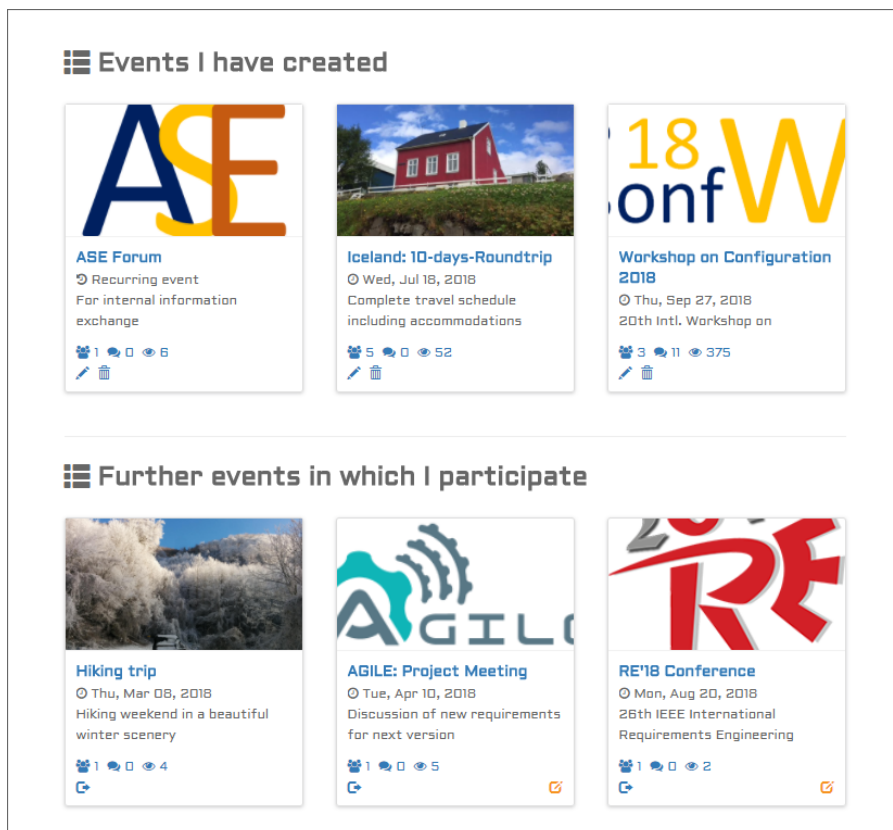 Events I have created
ASE
ASE Forum
Recurring event
For internal information
exchange
1 0 6
Iceland: 10-days-Roundtrip
Wed, Jul 18, 2018
Complete travel schedule
including accommodations
5 0 52
'18
onf W
Workshop on Configuration
2018
Thu, Sep 27, 2018
20th Intl. Workshop on
3 11 375
Further events in which I participate
Hiking trip
Thu, Mar 08, 2018
Hiking weekend in a beautiful
winter scenery
1 0 4
AGIL
AGILE: Project Meeting
Tue, Apr 10, 2018
Discussion of new requirements
for next version
1 0 5
RE
RE'18 Conference
Mon, Aug 20, 2018
26th IEEE International
Requirements Engineering
1 0 2